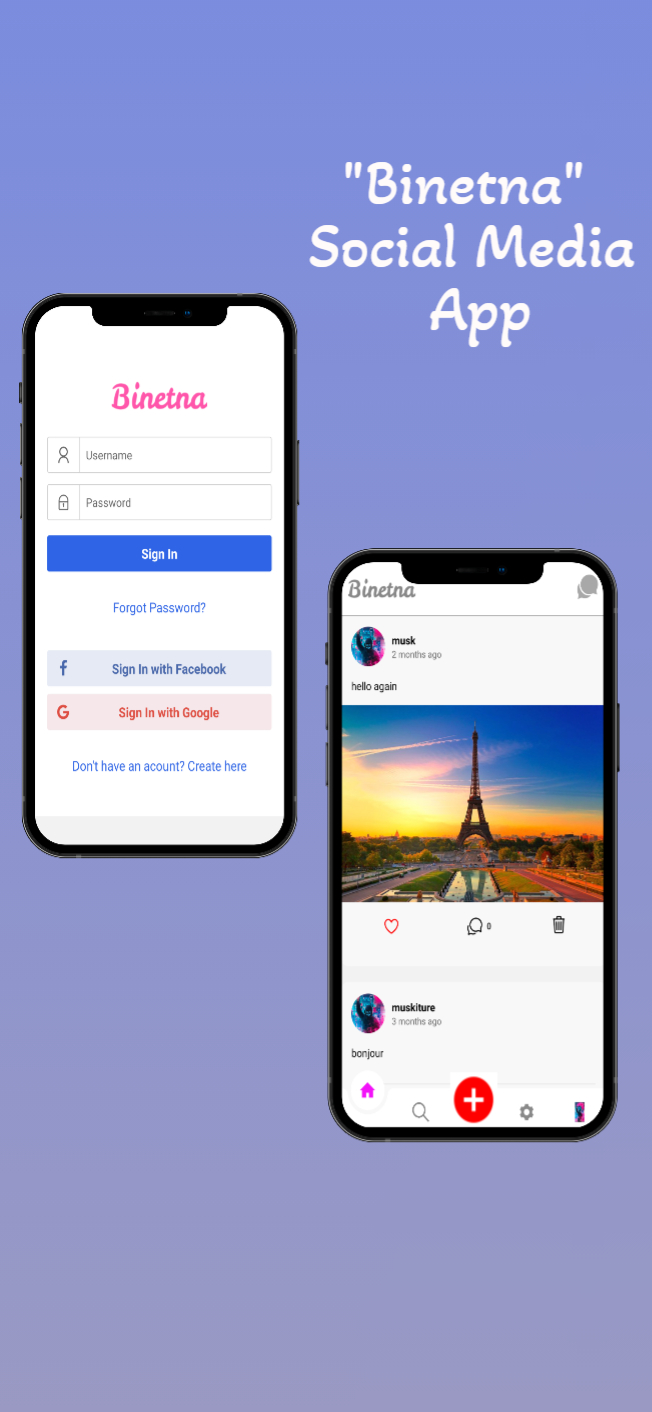 "Binetna"
Social Media
App
Binetna
Username
Password
Sign In
Forgot Password?
Sign In with Facebook
Sign In with Google
Don't have an acount? Create here
Binetna
musk
2 months ago
hello again
0
muskiture
3 months ago
bonjour